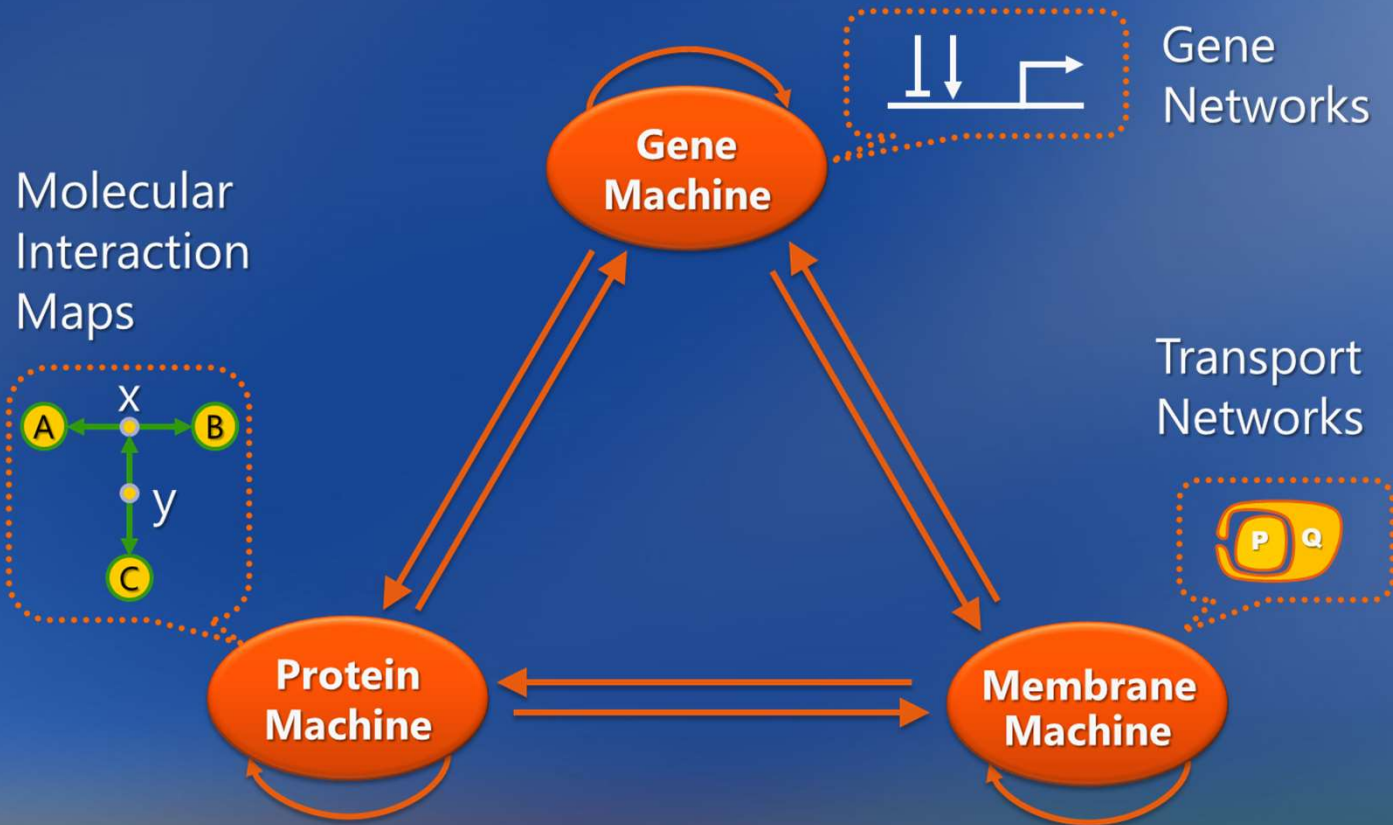 Gene
Networks
Gene
Machine
Molecular
Interaction
Maps
x
A
B
y
C
Transport
Networks
P
Q
Protein
Machine
Membrane
Machine